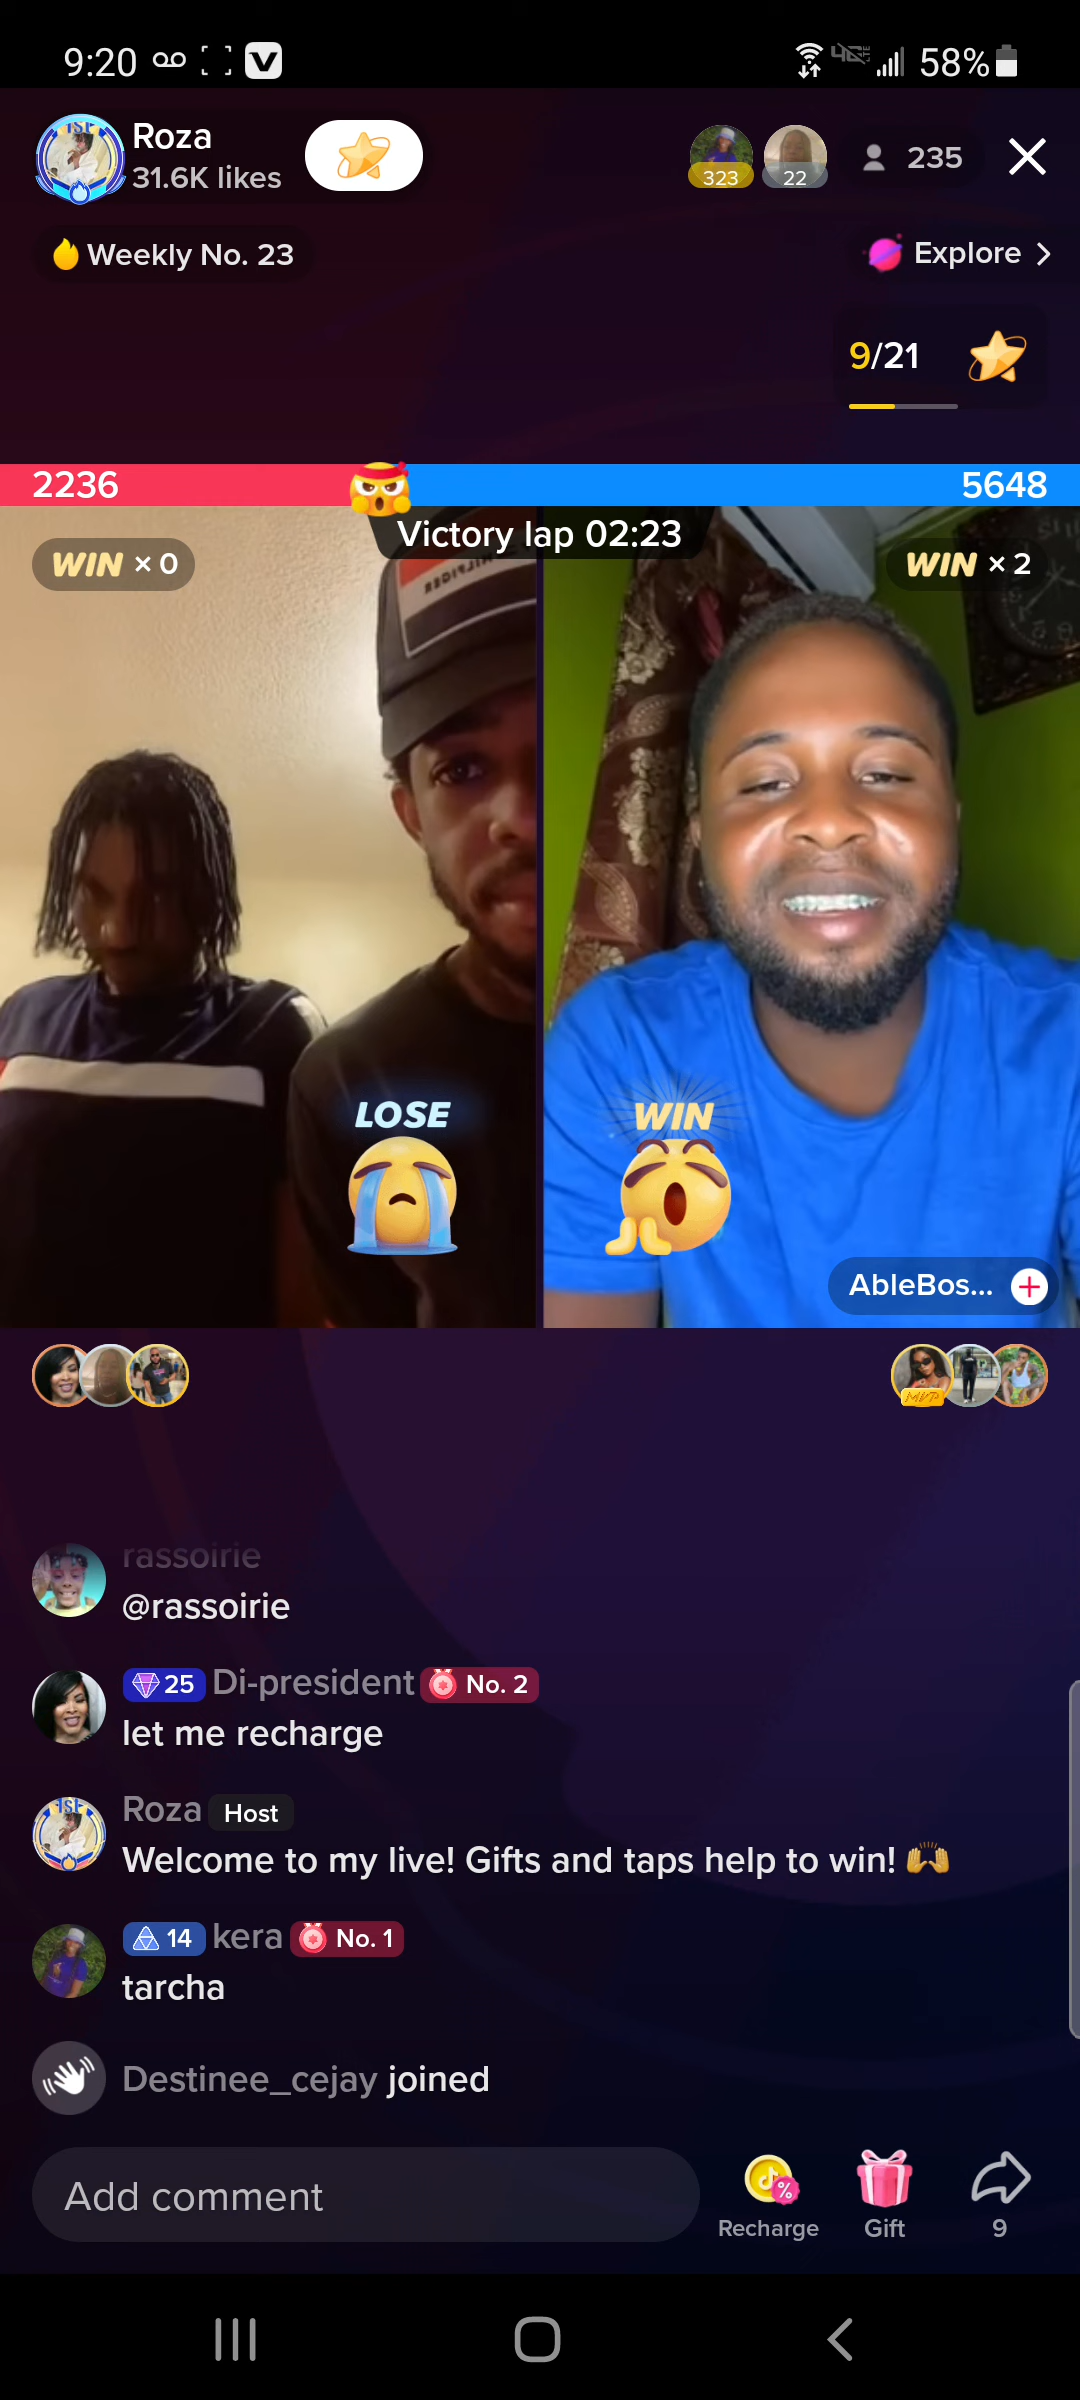 9:20
58%
Roza
31.6K likes
323
22
235
Weekly No. 23
Explore
9/21
2236
5648
Victory lap 02:23
WIN × 0
WIN × 2
LOSE
WIN
AbleBos...
MVP
rassoirie
@rassoirie
25 Di-president No. 2
let me recharge
Roza Host
Welcome to my live! Gifts and taps help to win! 🙌
14 kera No. 1
tarcha
Destinee_cejay joined
Add comment
Recharge
Gift
9